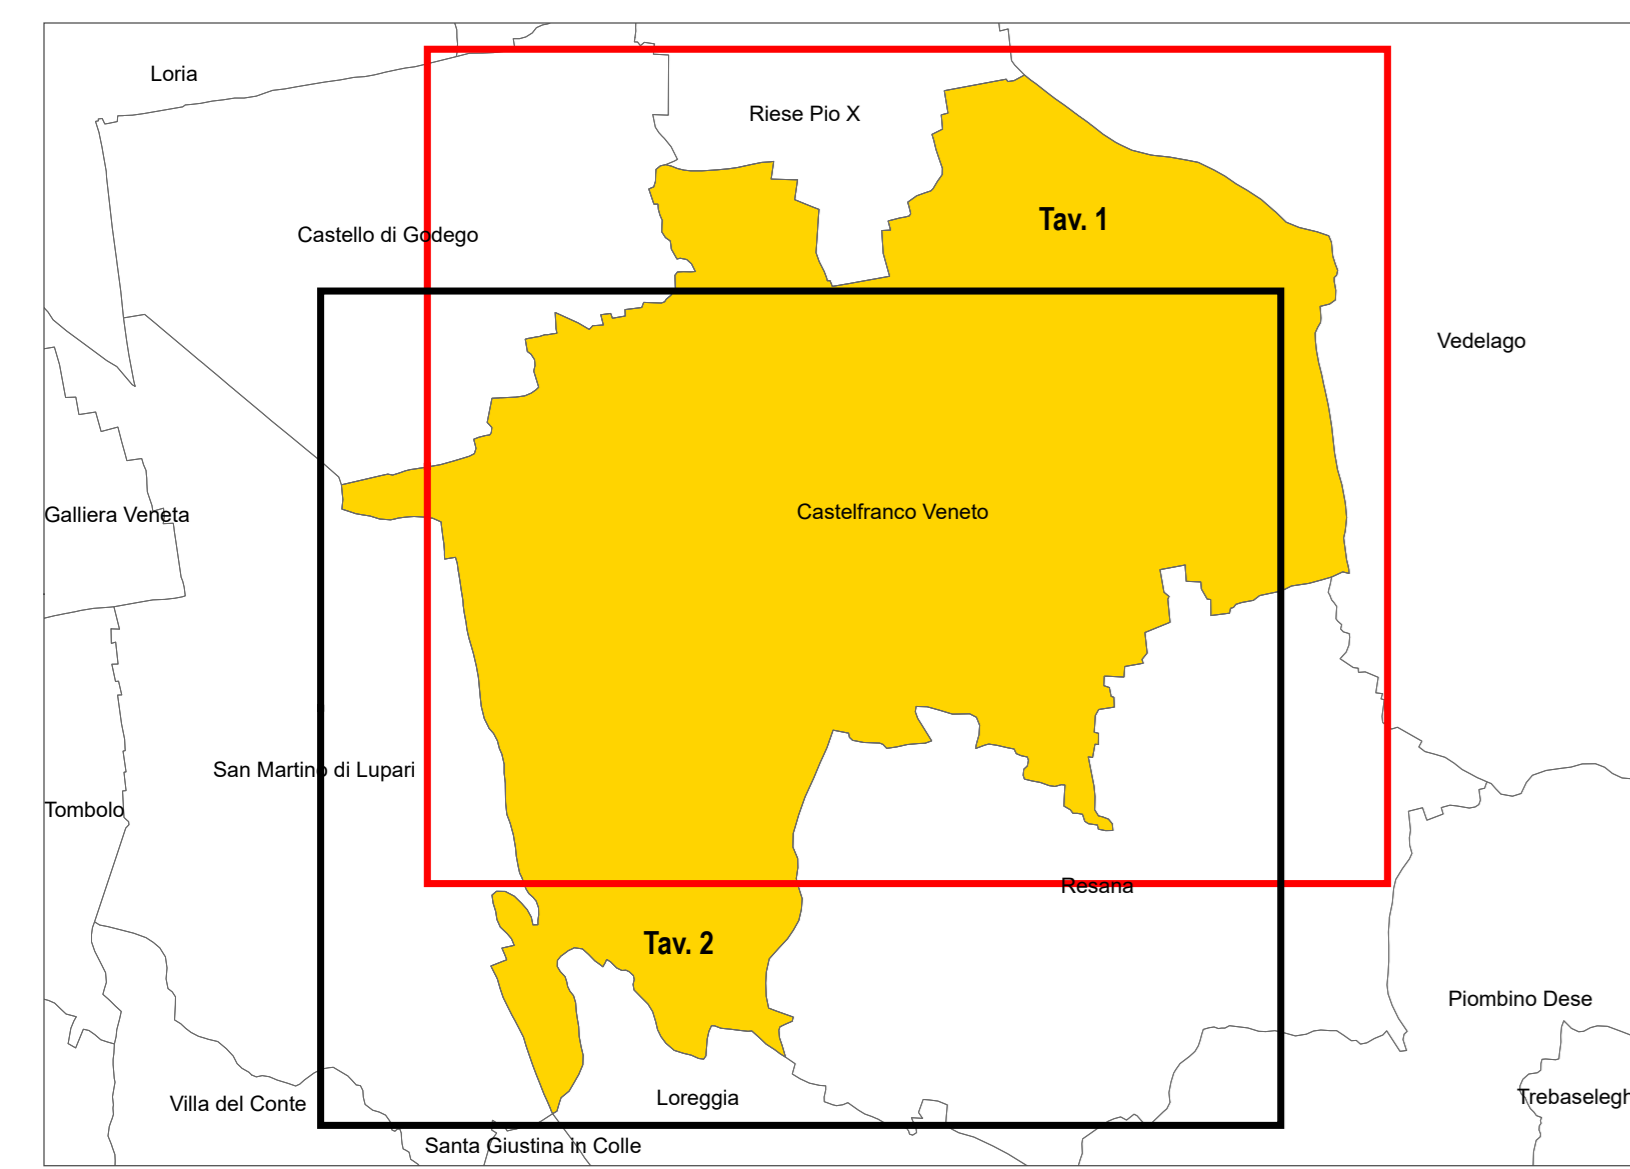 Loria
Riese Pio X
Tav. 1
Castello di Godego
Vedelago
Castelfranco Veneto
Galliera Veneta
San Martino di Lupari
Tombolo
Resana
Tav. 2
Piombino Dese
Loreggia
Trebaselegh
Villa del Conte
Santa Giustina in Colle